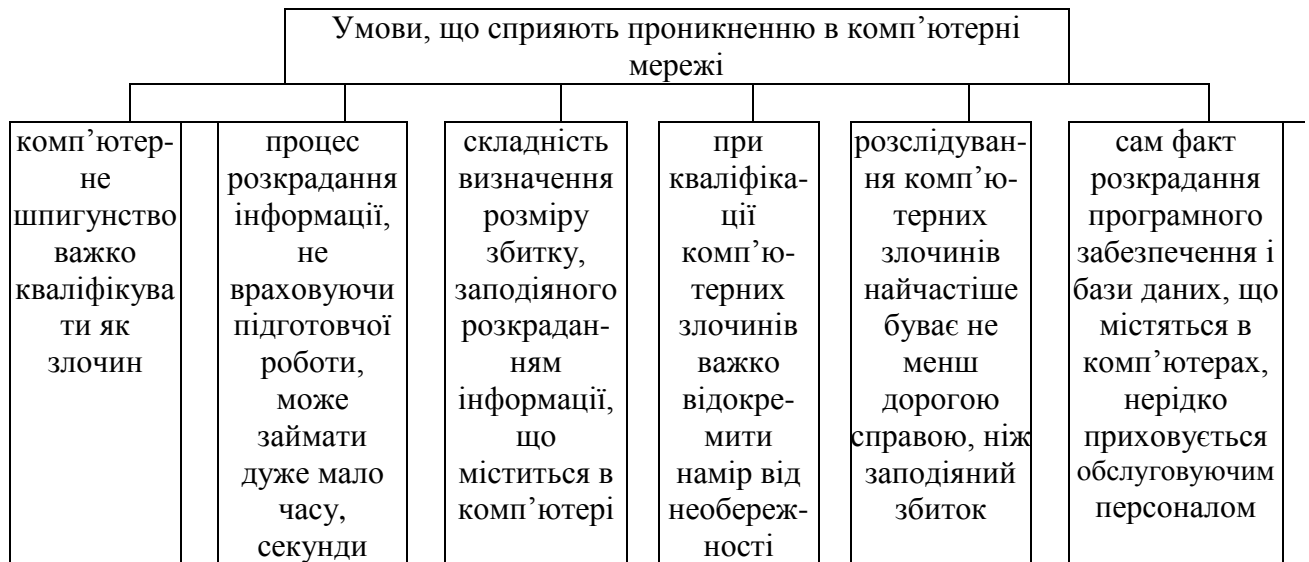 Умови, що сприяють проникненню в комп’ютерні
мережі
комп’ютер-
не
шпигунство
важко
кваліфікува
ти як
злочин
процес
розкрадання
інформації,
не
враховуючи
підготовчої
роботи,
може
займати
дуже мало
часу,
секунди
складність
визначення
розміру
збитку,
заподіяного
розкрадан-
ням
інформації,
що
міститься в
комп’ютері
при
кваліфіка-
ції
комп’ю-
терних
злочинів
важко
відокре-
мити
намір від
необереж-
ності
розслідуван-
ня комп’ю-
терних
злочинів
найчастіше
буває не
менш
дорогою
справою, ніж
заподіяний
збиток
сам факт
розкрадання
програмного
забезпечення і
бази даних, що
містяться в
комп’ютерах,
нерідко
приховується
обслуговуючим
персоналом